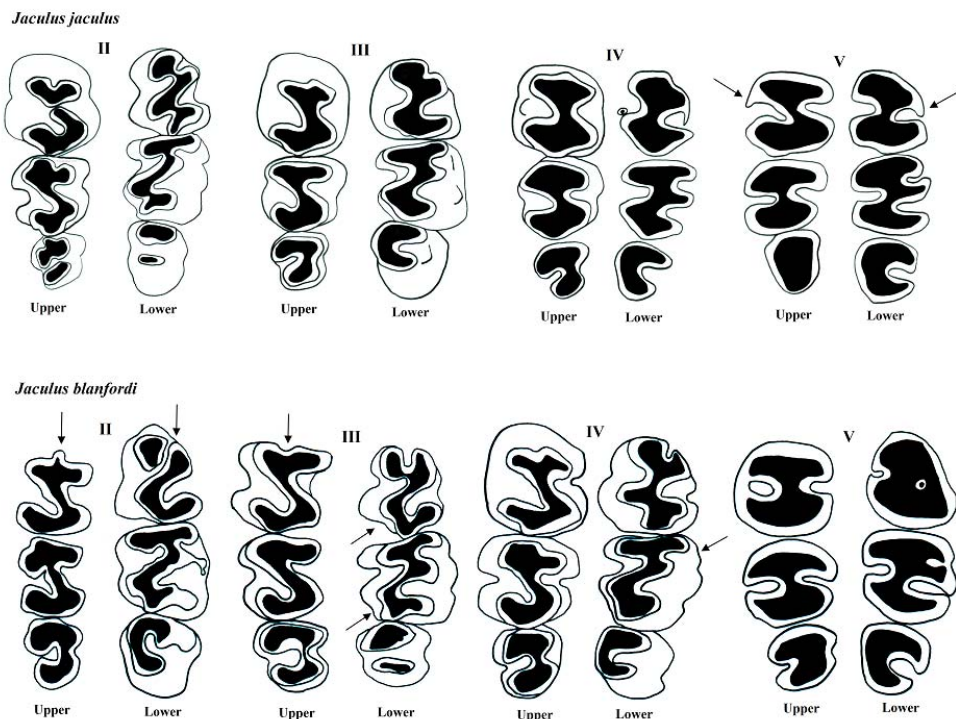 Jaculus jaculus
II III IV V
Upper Lower Upper Lower Upper Lower Upper Lower
Jaculus blanfordi
II III IV V
Upper Lower Upper Lower Upper Lower Upper Lower